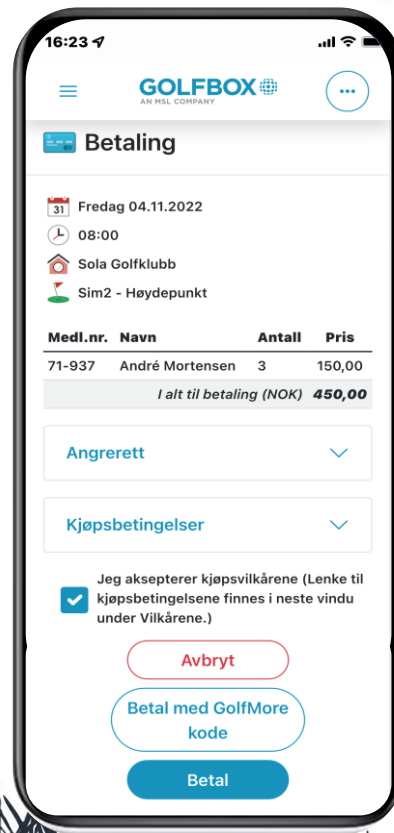 16:23
GOLFBOX
AN MSL COMPANY
Betaling
31 Fredag 04.11.2022
08:00
Sola Golfklubb
Sim2 - Høydepunkt
Medl.nr. Navn Antall Pris
71-937 André Mortensen 3 150,00
I alt til betaling (NOK) 450,00
Angrerett
Kjøpsbetingelser
Jeg aksepterer kjøpsvilkårene (Lenke til
kjøpsbetingelsene finnes i neste vindu
under Vilkårene.)
Avbryt
Betal med GolfMore
kode
Betal